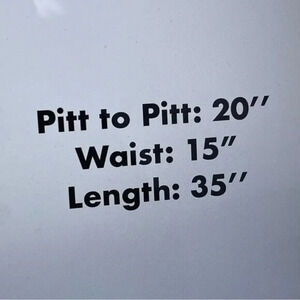 Pitt to Pitt: 20’’
Waist: 15”
Length: 35’’